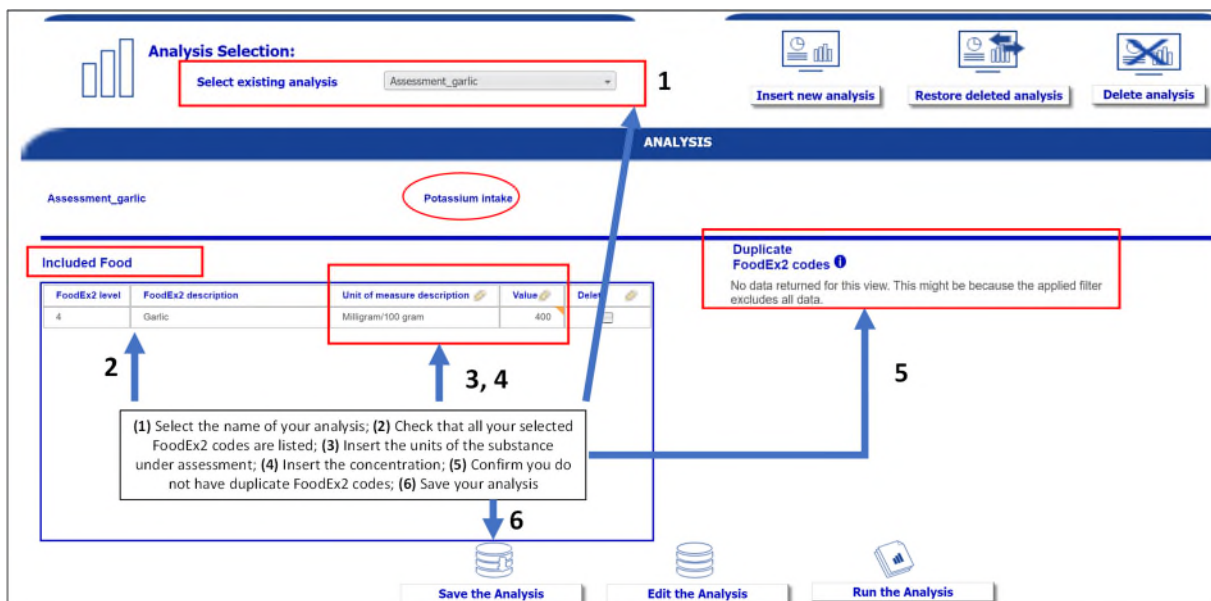 Analysis Selection:
Select existing analysis
Assessment_garlic
1
Insert new analysis
Restore deleted analysis
Delete analysis
ANALYSIS
Assessment_garlic
Potassium intake
Included Food
Duplicate
FoodEx2 codes i
No data returned for this view. This might be because the applied filter
excludes all data.
FoodEx2 level FoodEx2 description Unit of measure description Value Delet
4 Garlic Milligram/100 gram 400
2
3, 4
5
(1) Select the name of your analysis; (2) Check that all your selected
FoodEx2 codes are listed; (3) Insert the units of the substance
under assessment; (4) Insert the concentration; (5) Confirm you do
not have duplicate FoodEx2 codes; (6) Save your analysis
6
Save the Analysis
Edit the Analysis
Run the Analysis